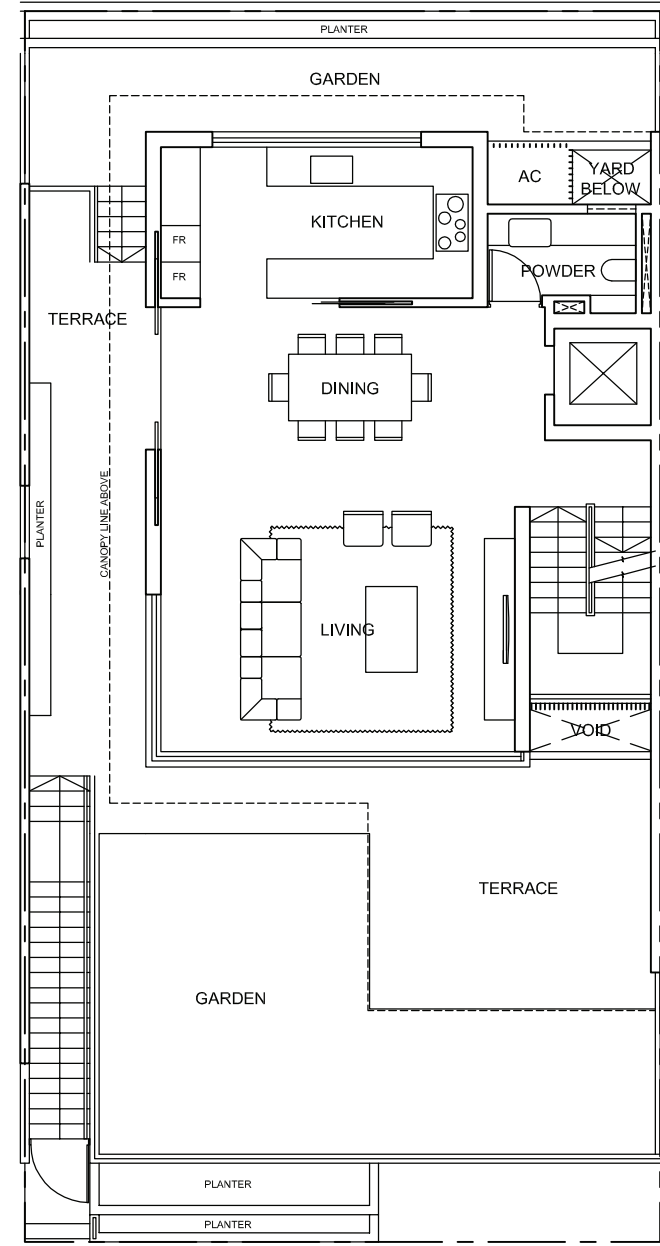 PLANTER
GARDEN
AC
YARD
BELOW
KITCHEN
FR
POWDER
FR
><
TERRACE
DINING
CANOPY LINE ABOVE
PLANTER
LIVING
VOID
TERRACE
GARDEN
PLANTER
PLANTER